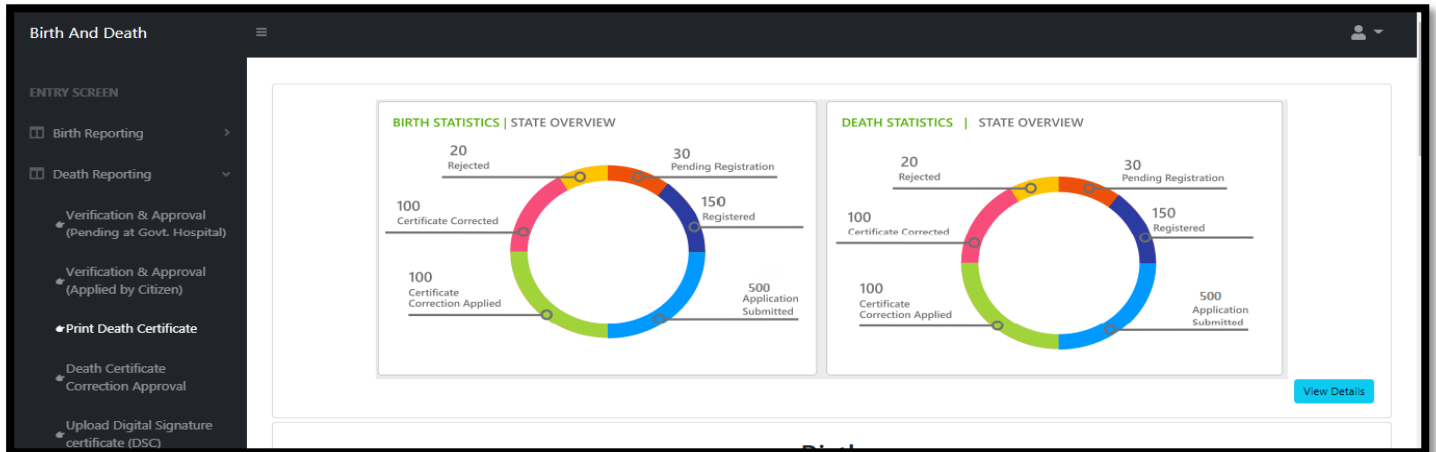 Birth And Death
ENTRY SCREEN
Birth Reporting
Death Reporting
Verification & Approval
(Pending at Govt. Hospital)
Verification & Approval
(Applied by Citizen)
Print Death Certificate
Death Certificate
Correction Approval
Upload Digital Signature
certificate (DSC)
BIRTH STATISTICS | STATE OVERVIEW
20
Rejected
30
Pending Registration
100
Certificate Corrected
150
Registered
100
Certificate
Correction Applied
500
Application
Submitted
DEATH STATISTICS | STATE OVERVIEW
20
Rejected
30
Pending Registration
100
Certificate Corrected
150
Registered
100
Certificate
Correction Applied
500
Application
Submitted
View Details